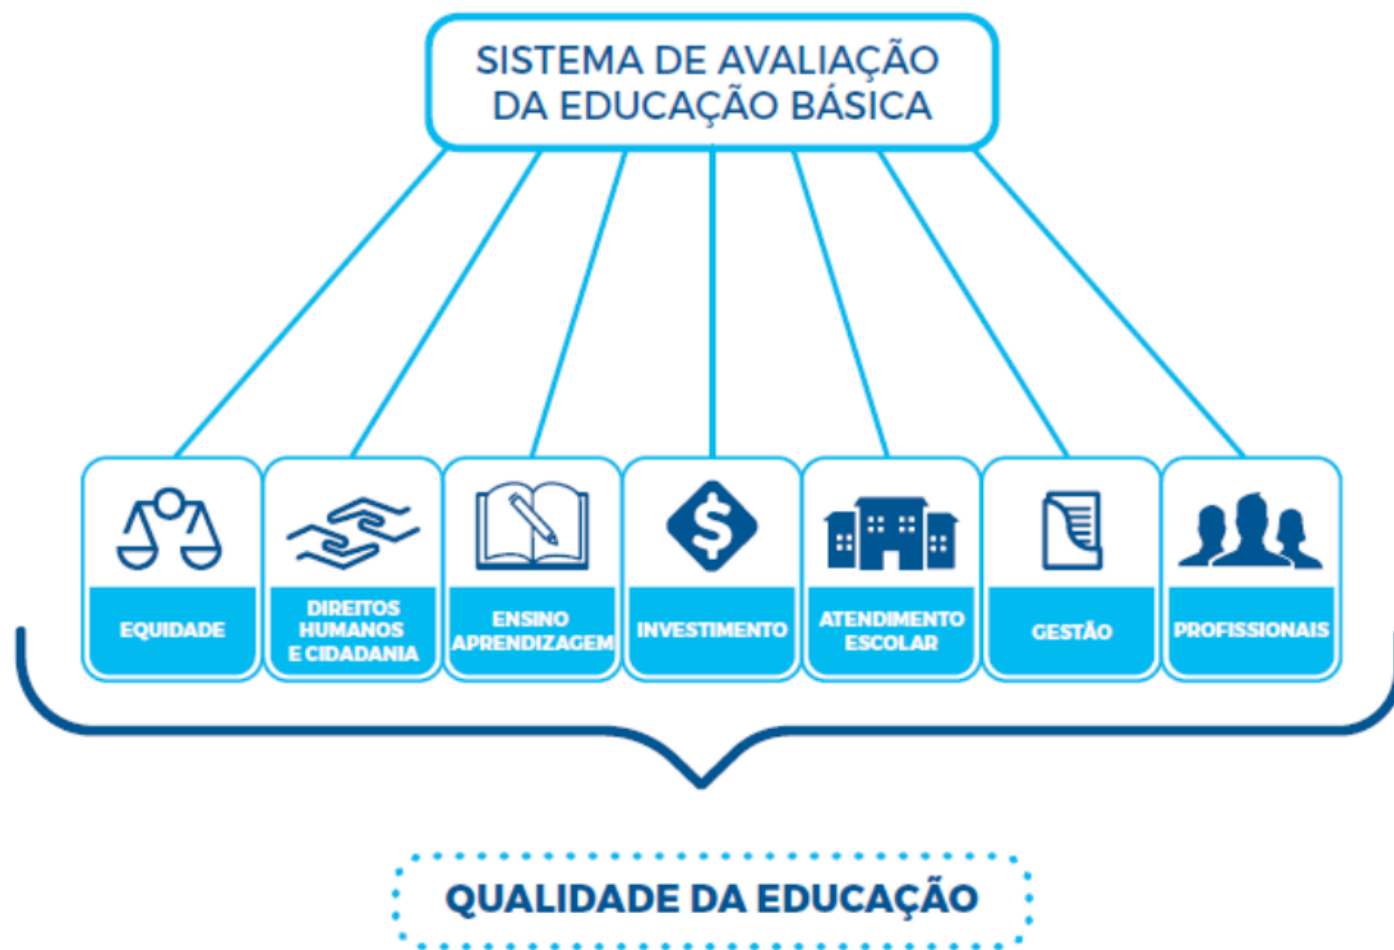 SISTEMA DE AVALIAÇÃO
DA EDUCAÇÃO BÁSICA
EQUIDADE
DIREITOS
HUMANOS
E CIDADANIA
ENSINO
APRENDIZAGEM
INVESTIMENTO
ATENDIMENTO
ESCOLAR
GESTÃO
PROFISSIONAIS
QUALIDADE DA EDUCAÇÃO